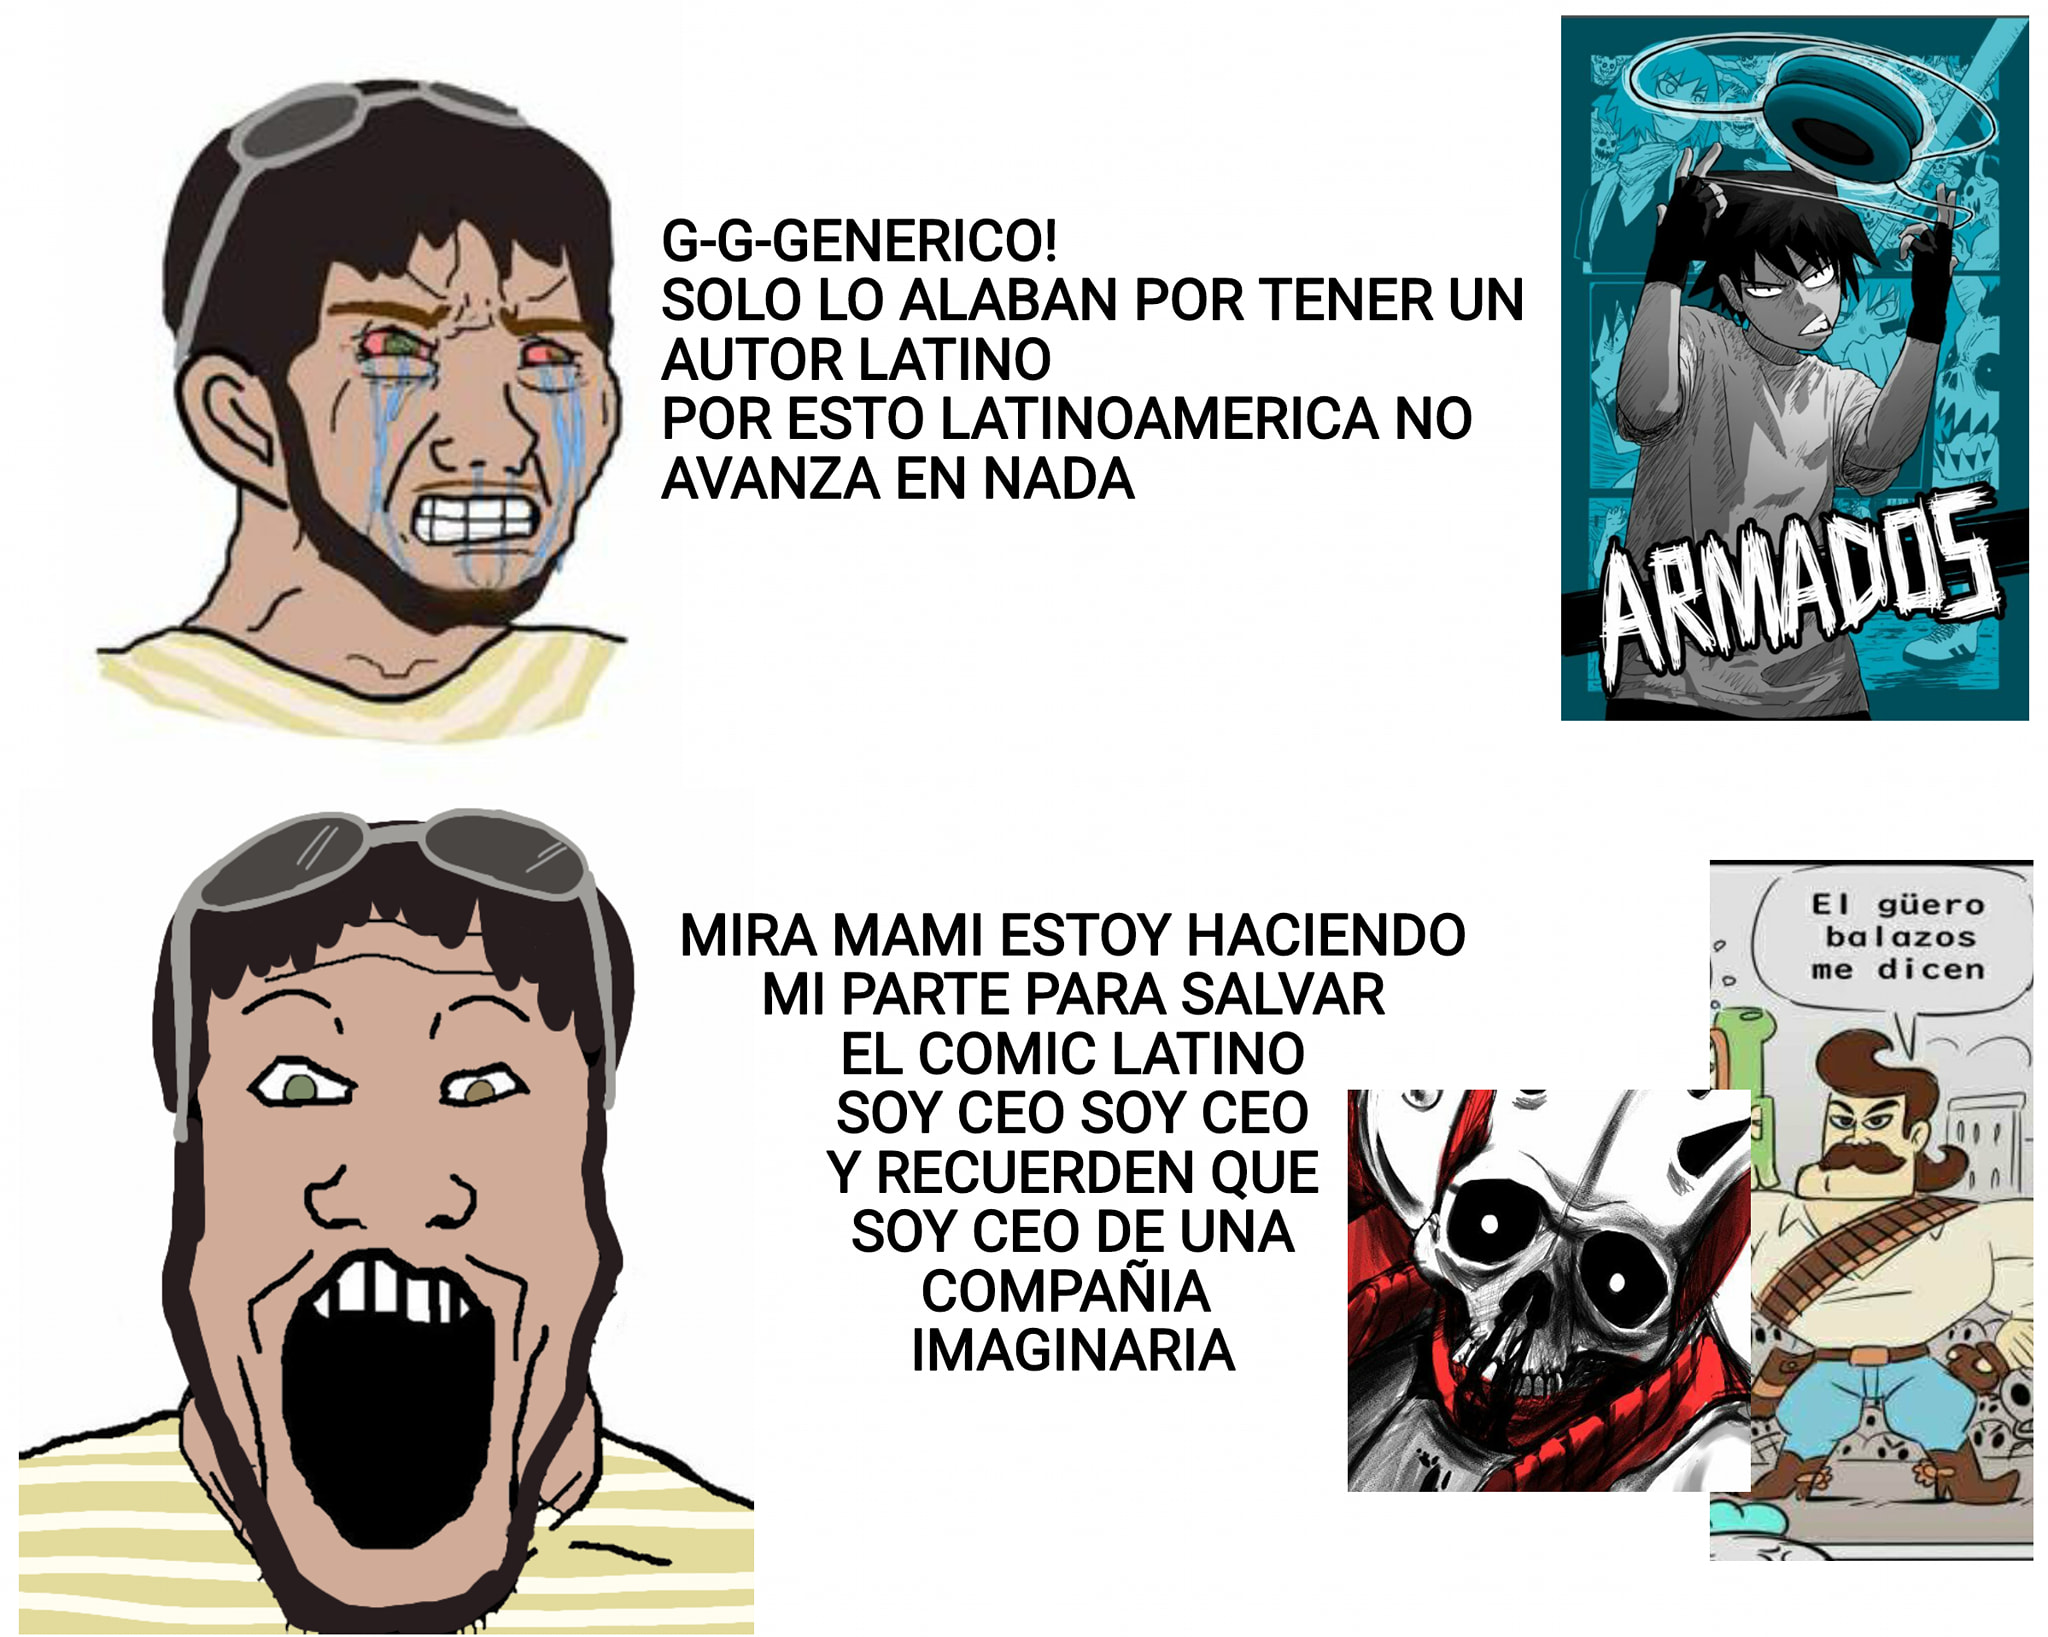 G-G-GENERICO!
SOLO LO ALABAN POR TENER UN
AUTOR LATINO
POR ESTO LATINOAMERICA NO
AVANZA EN NADA
ARMADOS
MIRA MAMI ESTOY HACIENDO
MI PARTE PARA SALVAR
EL COMIC LATINO
SOY CEO SOY CEO
Y RECUERDEN QUE
SOY CEO DE UNA
COMPAÑIA
IMAGINARIA
El güero
balazos
me dicen